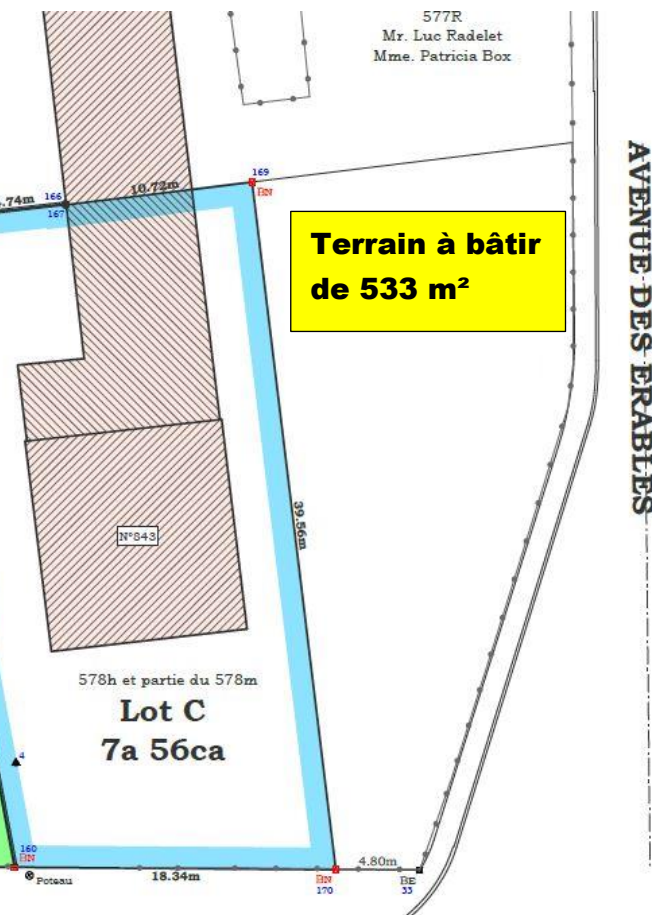 577R
Mr. Luc Radelet
Mme. Patricia Box
169
BN
10.72m
.74m
166
167
Terrain à bâtir
de 533 m²
AVENUE DES ERABLES
39.56m
N°843
578h et partie du 578m
Lot C
7a 56ca
4
160
BN
Poteau
18.34m
BN
170
4.80m
BE
33